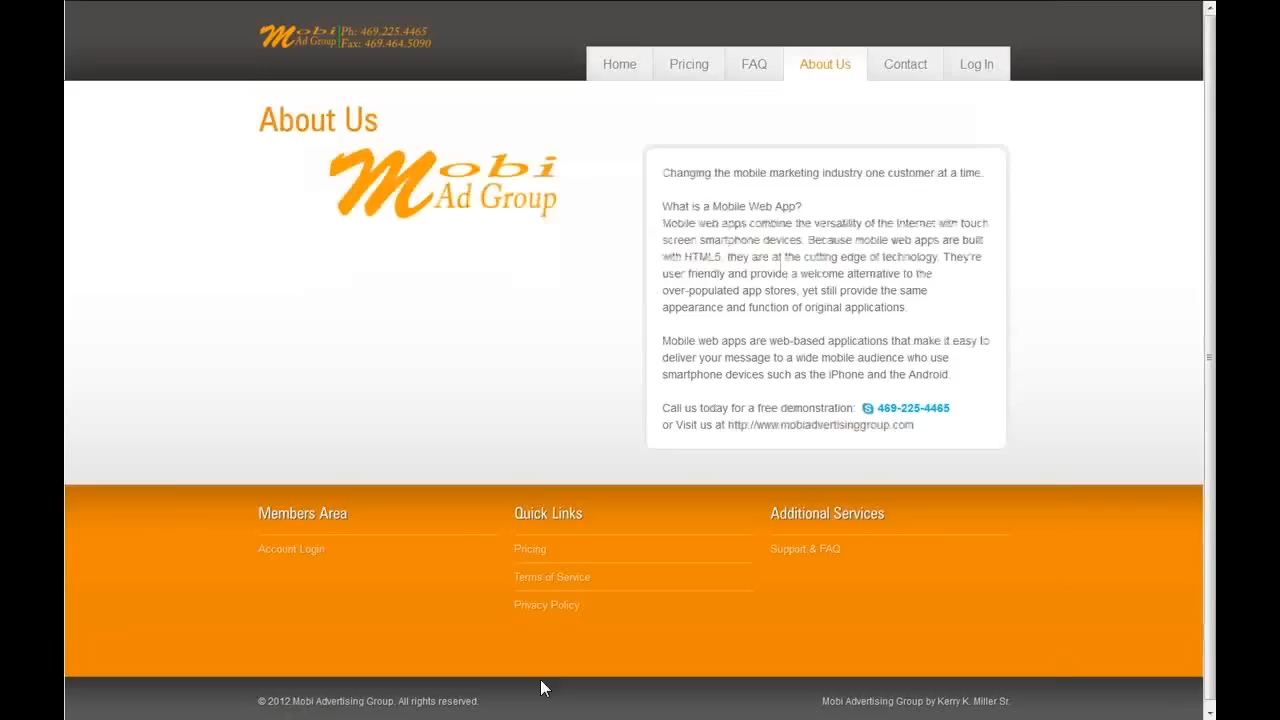 Mobi Ad Group
Ph: 469.225.4465
Fax: 469.464.5090
Home Pricing FAQ About Us Contact Log In
About Us
Mobi
Ad Group
Changing the mobile marketing industry one customer at a time.
What is a Mobile Web App?
Mobile web apps combine the versatility of the Internet with touch
screen smartphone devices. Because mobile web apps are built
with HTML5, they are at the cutting edge of technology. They're
user friendly and provide a welcome alternative to the
over-populated app stores, yet still provide the same
appearance and function of original applications.
Mobile web apps are web-based applications that make it easy to
deliver your message to a wide mobile audience who use
smartphone devices such as the iPhone and the Android.
Call us today for a free demonstration: 469-225-4465
or Visit us at http://www.mobiadvertisinggroup.com
Members Area
Account Login
Quick Links
Pricing
Terms of Service
Privacy Policy
Additional Services
Support & FAQ
© 2012 Mobi Advertising Group. All rights reserved.
Mobi Advertising Group by Kerry K. Miller Sr.